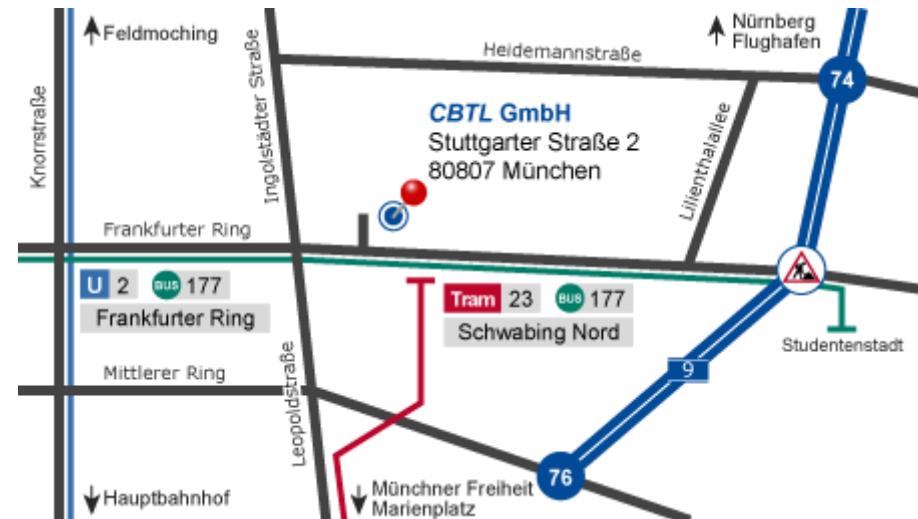 Feldmoching
Nürnberg
Flughafen
Knorrstraße
Ingolstädter Straße
Heidemannstraße
74
CBTL GmbH
Stuttgarter Straße 2
80807 München
Lilienthalallee
Frankfurter Ring
U 2 BUS 177
Frankfurter Ring
Tram 23 BUS 177
Schwabing Nord
Studentenstadt
Mittlerer Ring
Leopoldstraße
9
76
Hauptbahnhof
Münchner Freiheit
Marienplatz